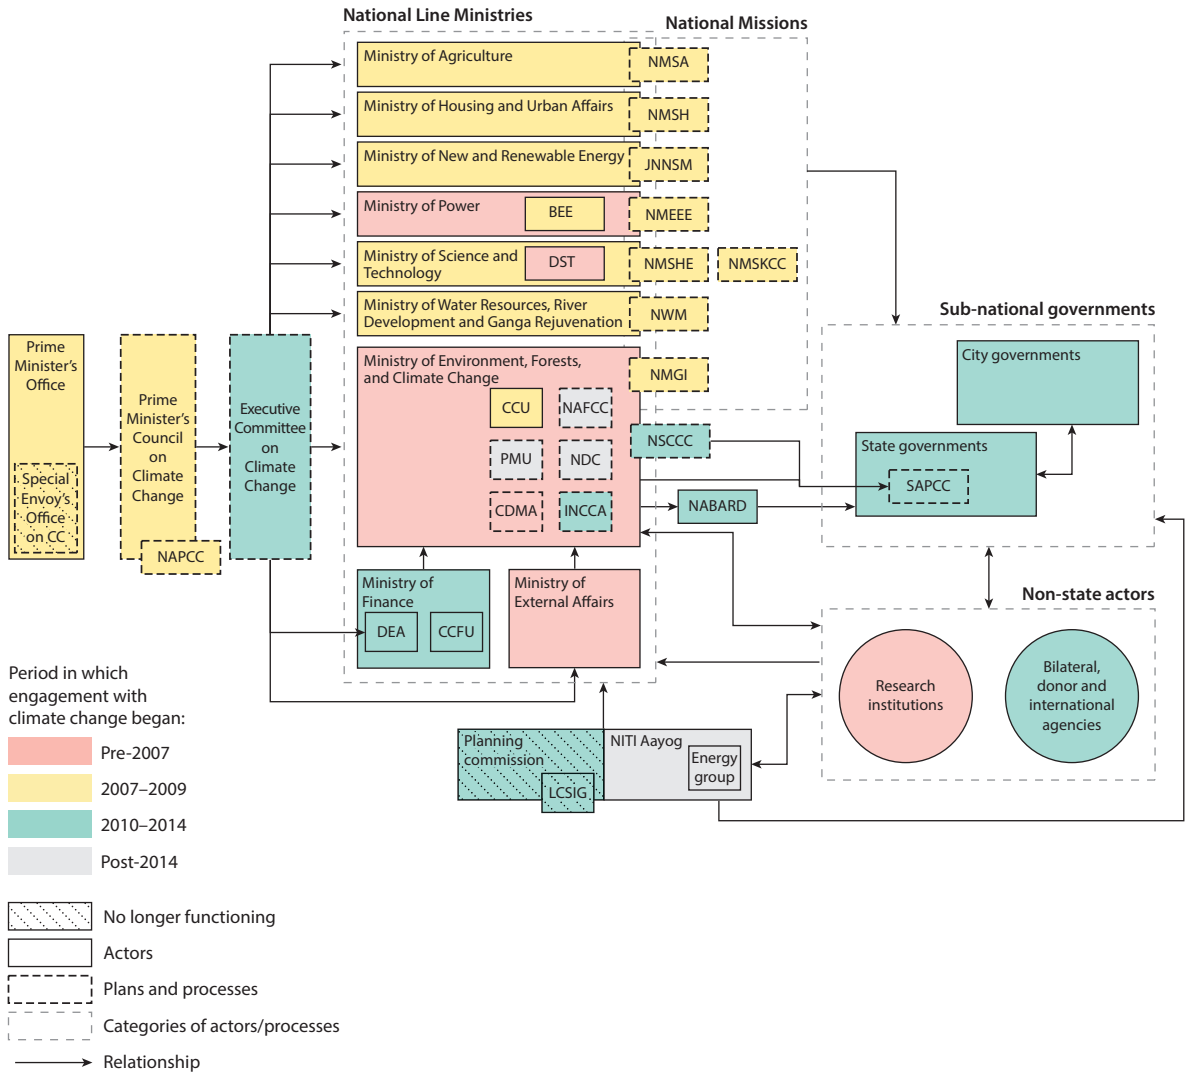 National Line Ministries
National Missions
Ministry of Agriculture
NMSA
Ministry of Housing and Urban Affairs
NMSH
Ministry of New and Renewable Energy
JNNSM
Ministry of Power
BEE
NMEEE
Ministry of Science and
Technology
DST
NMSHE
NMSKCC
Ministry of Water Resources, River
Development and Ganga Rejuvenation
NWM
Ministry of Environment, Forests,
and Climate Change
NMGI
CCU
NAFCC
PMU
NDC
CDMA
INCCA
NSCCC
NABARD
Prime
Minister's
Office
Special
Envoy's
Office
on CC
Prime
Minister's
Council
on
Climate
Change
NAPCC
Executive
Committee
on
Climate
Change
Sub-national governments
City governments
State governments
SAPCC
Ministry of
Finance
DEA
CCFU
Ministry of
External Affairs
Non-state actors
Research
institutions
Bilateral,
donor and
international
agencies
Planning
commission
LCSIG
NITI Aayog
Energy
group
Period in which
engagement with
climate change began:
Pre-2007
2007–2009
2010–2014
Post-2014
No longer functioning
Actors
Plans and processes
Categories of actors/processes
Relationship